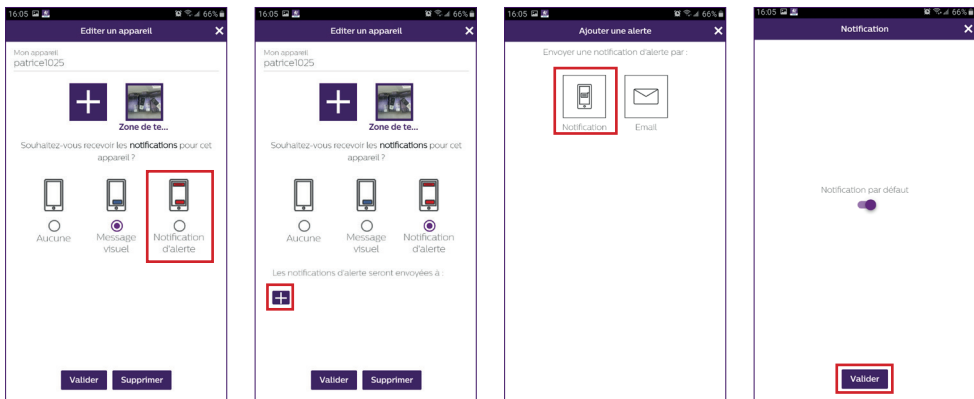 16:05 66%
Editer un appareil
Mon appareil
patrice1025
Zone de te...
Souhaitez-vous recevoir les notifications pour cet
appareil ?
Aucune
Message
visuel
Notification
d'alerte
Valider Supprimer
16:05 66%
Editer un appareil
Mon appareil
patrice1025
Zone de te...
Souhaitez-vous recevoir les notifications pour cet
appareil ?
Aucune
Message
visuel
Notification
d'alerte
Les notifications d'alerte seront envoyées à :
Valider Supprimer
16:05 66%
Ajouter une alerte
Envoyer une notification d'alerte par :
Notification Email
16:05 66%
Notification
Notification par défaut
Valider